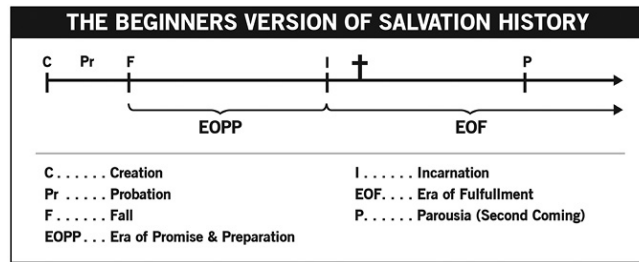 THE BEGINNERS VERSION OF SALVATION HISTORY
C Pr F I P
EOPP EOF
C...... Creation
Pr ..... Probation
F...... Fall
EOPP... Era of Promise & Preparation
I...... Incarnation
EOF.... Era of Fulfullment
P...... Parousia (Second Coming)